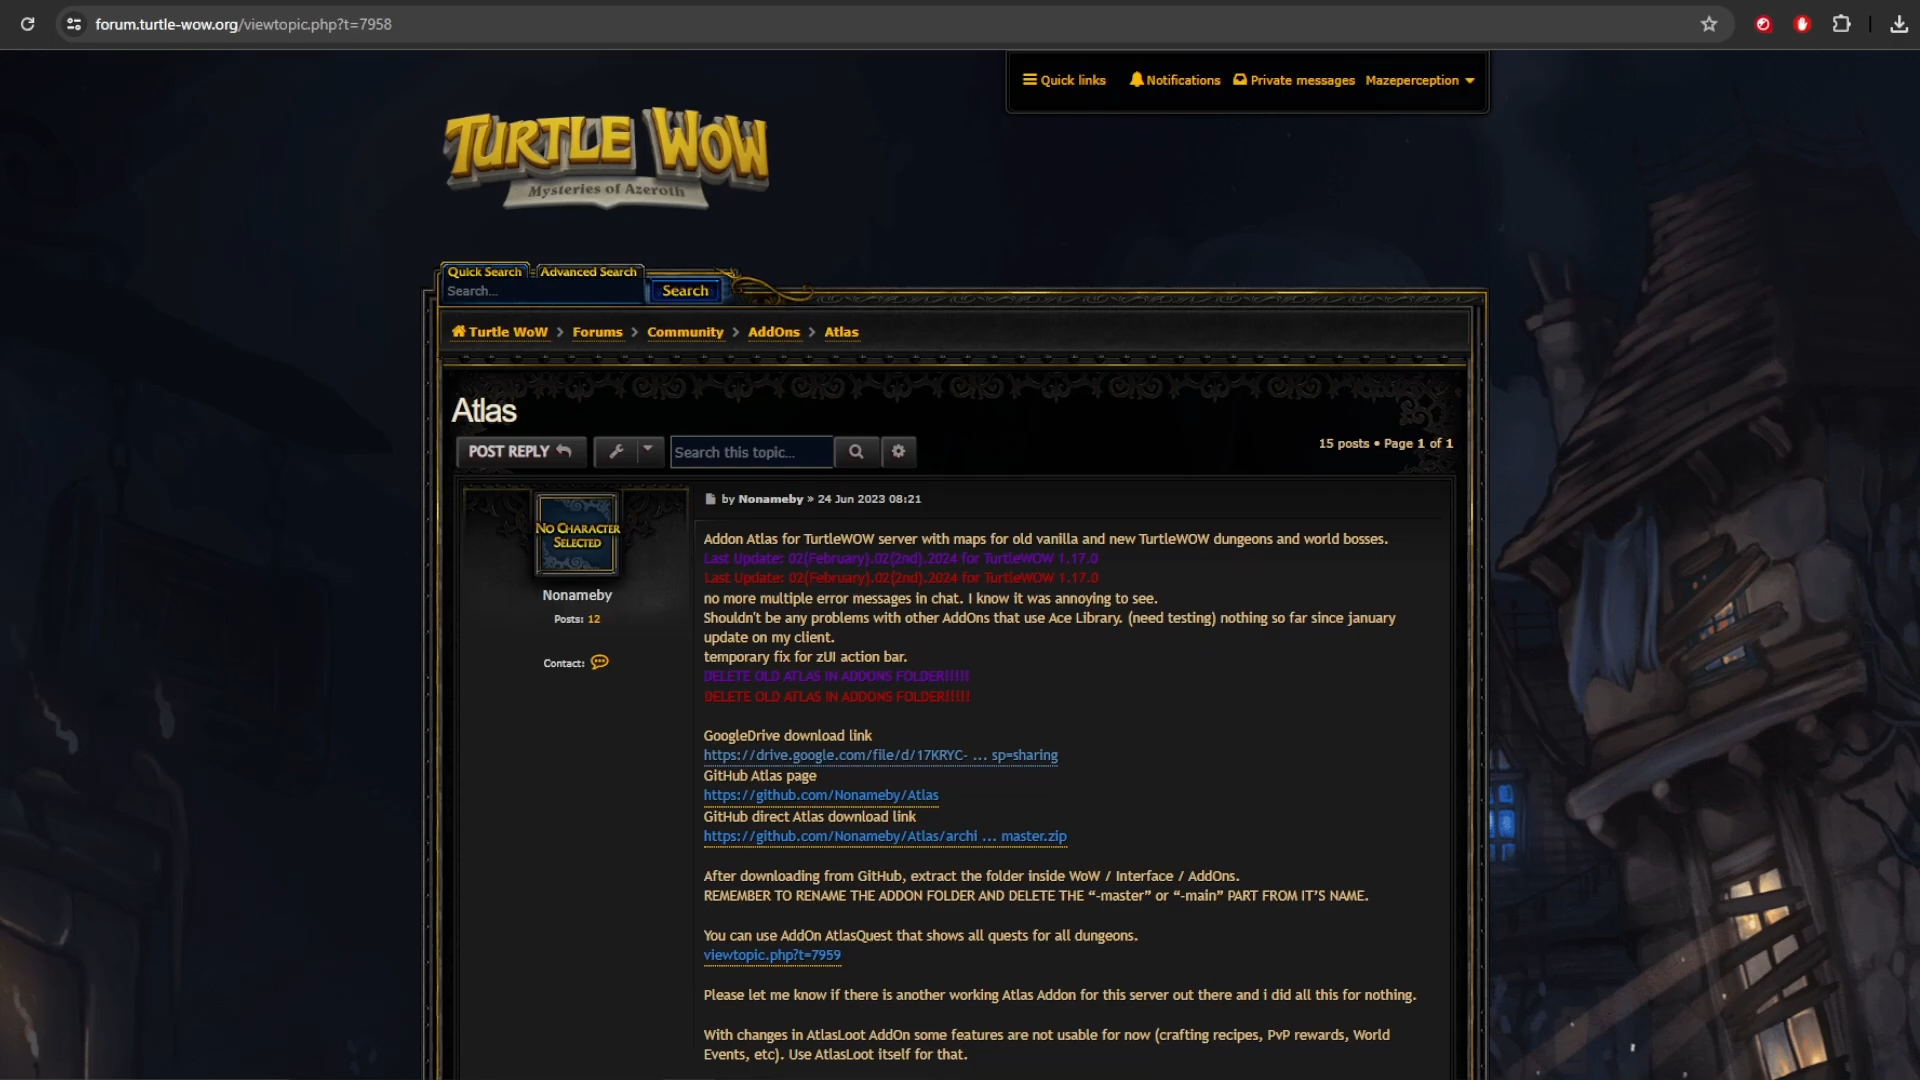 forum.turtle-wow.org/viewtopic.php?t=7958
Quick links Notifications Private messages Mazeperception
TURTLE WOW
Mysteries of Azeroth
Quick Search Advanced Search
Search... Search
Turtle WoW Forums Community AddOns Atlas
Atlas
POST REPLY Search this topic... 15 posts • Page 1 of 1
NO CHARACTER
SELECTED
Nonameby
Posts: 12
Contact:
by Nonameby » 24 Jun 2023 08:21
Addon Atlas for TurtleWOW server with maps for old vanilla and new TurtleWOW dungeons and world bosses.
Last Update: 02(February).02(2nd).2024 for TurtleWOW 1.17.0
Last Update: 02(February).02(2nd).2024 for TurtleWOW 1.17.0
no more multiple error messages in chat. I know it was annoying to see.
Shouldn't be any problems with other AddOns that use Ace Library. (need testing) nothing so far since january
update on my client.
temporary fix for zUI action bar.
DELETE OLD ATLAS IN ADDONS FOLDER!!!!!
DELETE OLD ATLAS IN ADDONS FOLDER!!!!!
GoogleDrive download link
https://drive.google.com/file/d/17KRYC- ... sp=sharing
GitHub Atlas page
https://github.com/Nonameby/Atlas
GitHub direct Atlas download link
https://github.com/Nonameby/Atlas/archi ... master.zip
After downloading from GitHub, extract the folder inside WoW / Interface / AddOns.
REMEMBER TO RENAME THE ADDON FOLDER AND DELETE THE “-master” or “-main” PART FROM IT’S NAME.
You can use AddOn AtlasQuest that shows all quests for all dungeons.
viewtopic.php?t=7959
Please let me know if there is another working Atlas Addon for this server out there and i did all this for nothing.
With changes in AtlasLoot AddOn some features are not usable for now (crafting recipes, PvP rewards, World
Events, etc). Use AtlasLoot itself for that.